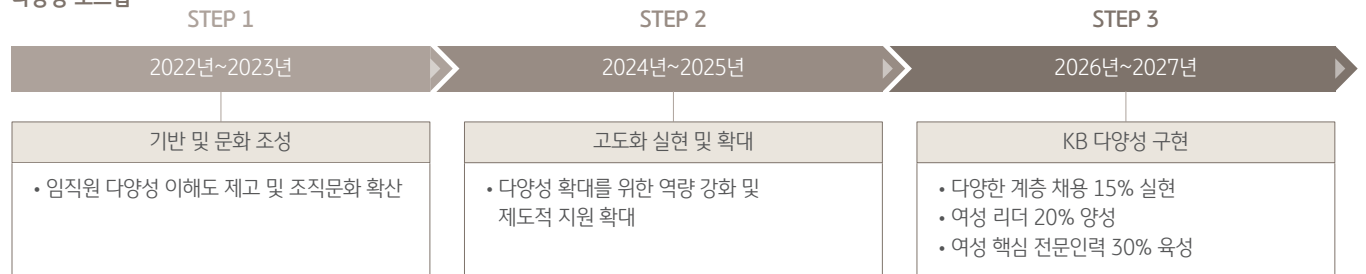 STEP 1
STEP 2
STEP 3
2022년~2023년
2024년~2025년
2026년~2027년
기반 및 문화 조성
고도화 실현 및 확대
KB 다양성 구현
• 임직원 다양성 이해도 제고 및 조직문화 확산
• 다양성 확대를 위한 역량 강화 및
제도적 지원 확대
• 다양한 계층 채용 15% 실현
• 여성 리더 20% 양성
• 여성 핵심 전문인력 30% 육성